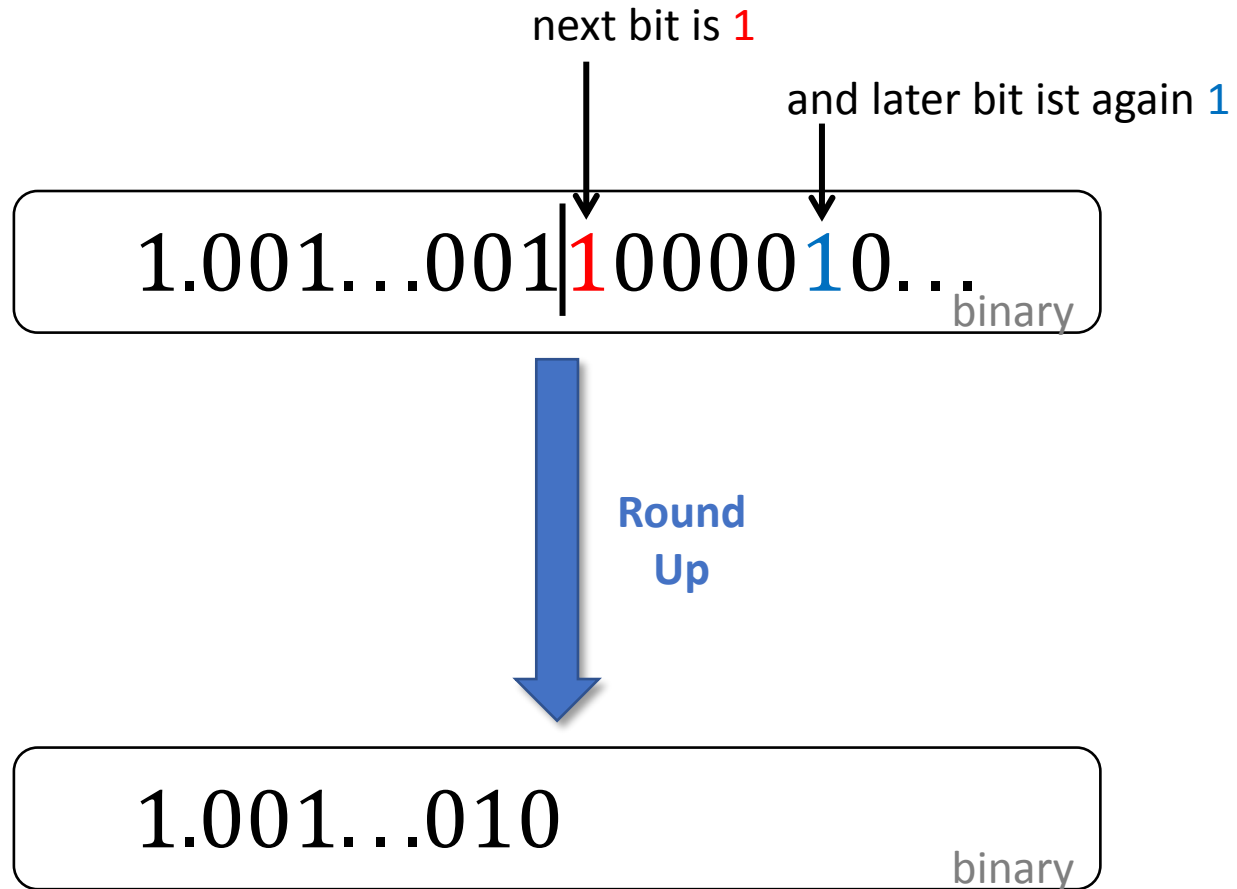 next bit is 1
and later bit ist again 1
1.001...001|1000010...
binary
Round
Up
1.001...010
binary